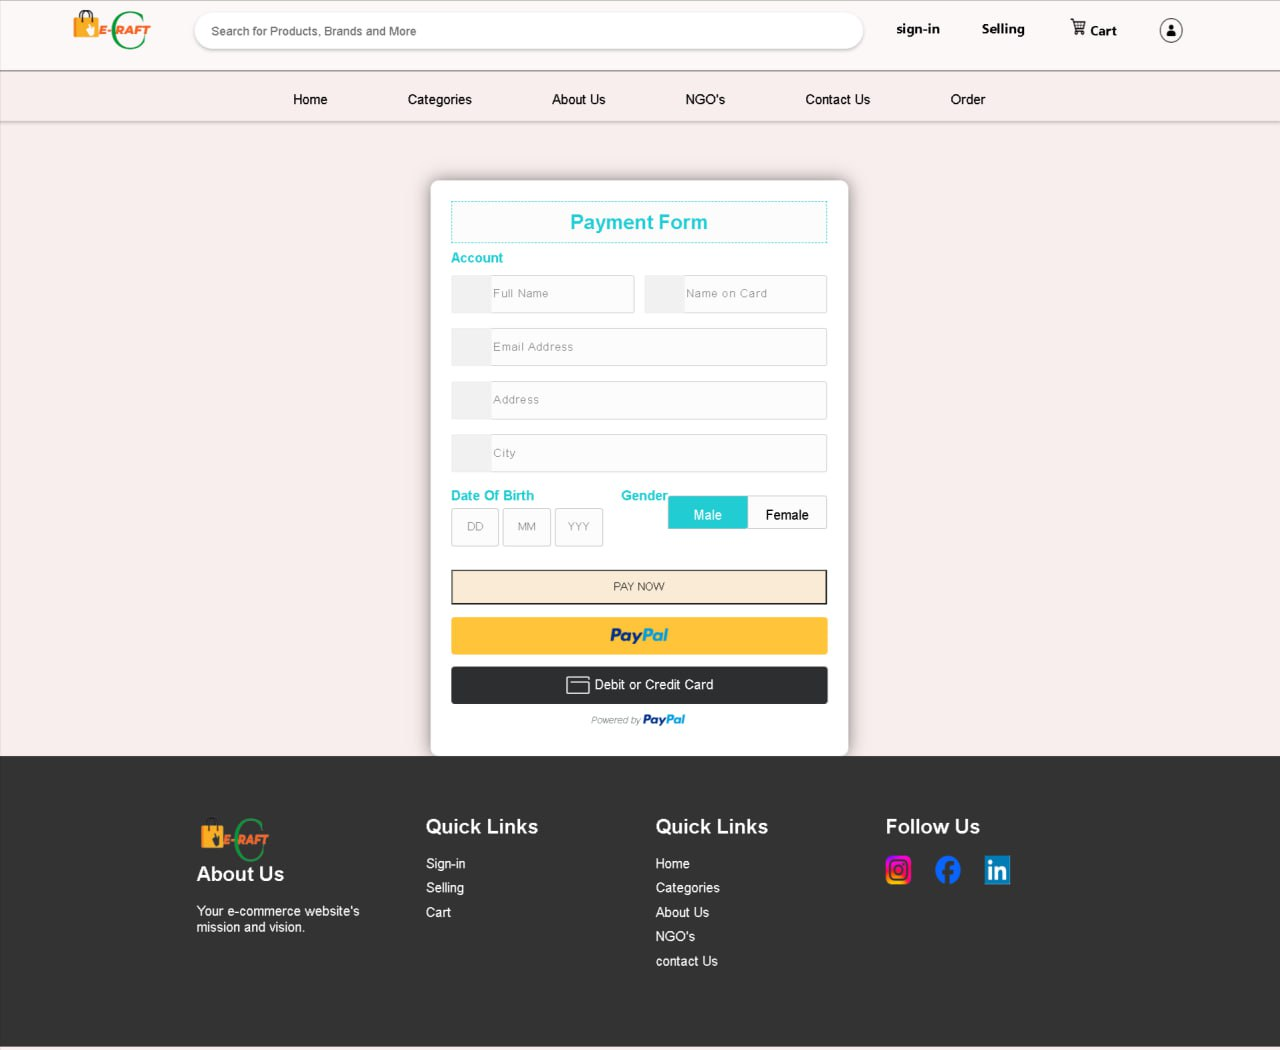 E-CRAFT
Search for Products, Brands and More
sign-in
Selling
Cart
Home
Categories
About Us
NGO's
Contact Us
Order
Payment Form
Account
Full Name
Name on Card
Email Address
Address
City
Date Of Birth
Gender
DD
MM
YYY
Male
Female
PAY NOW
PayPal
Debit or Credit Card
Powered by PayPal
E-CRAFT
About Us
Your e-commerce website's
mission and vision.
Quick Links
Sign-in
Selling
Cart
Quick Links
Home
Categories
About Us
NGO's
contact Us
Follow Us
in